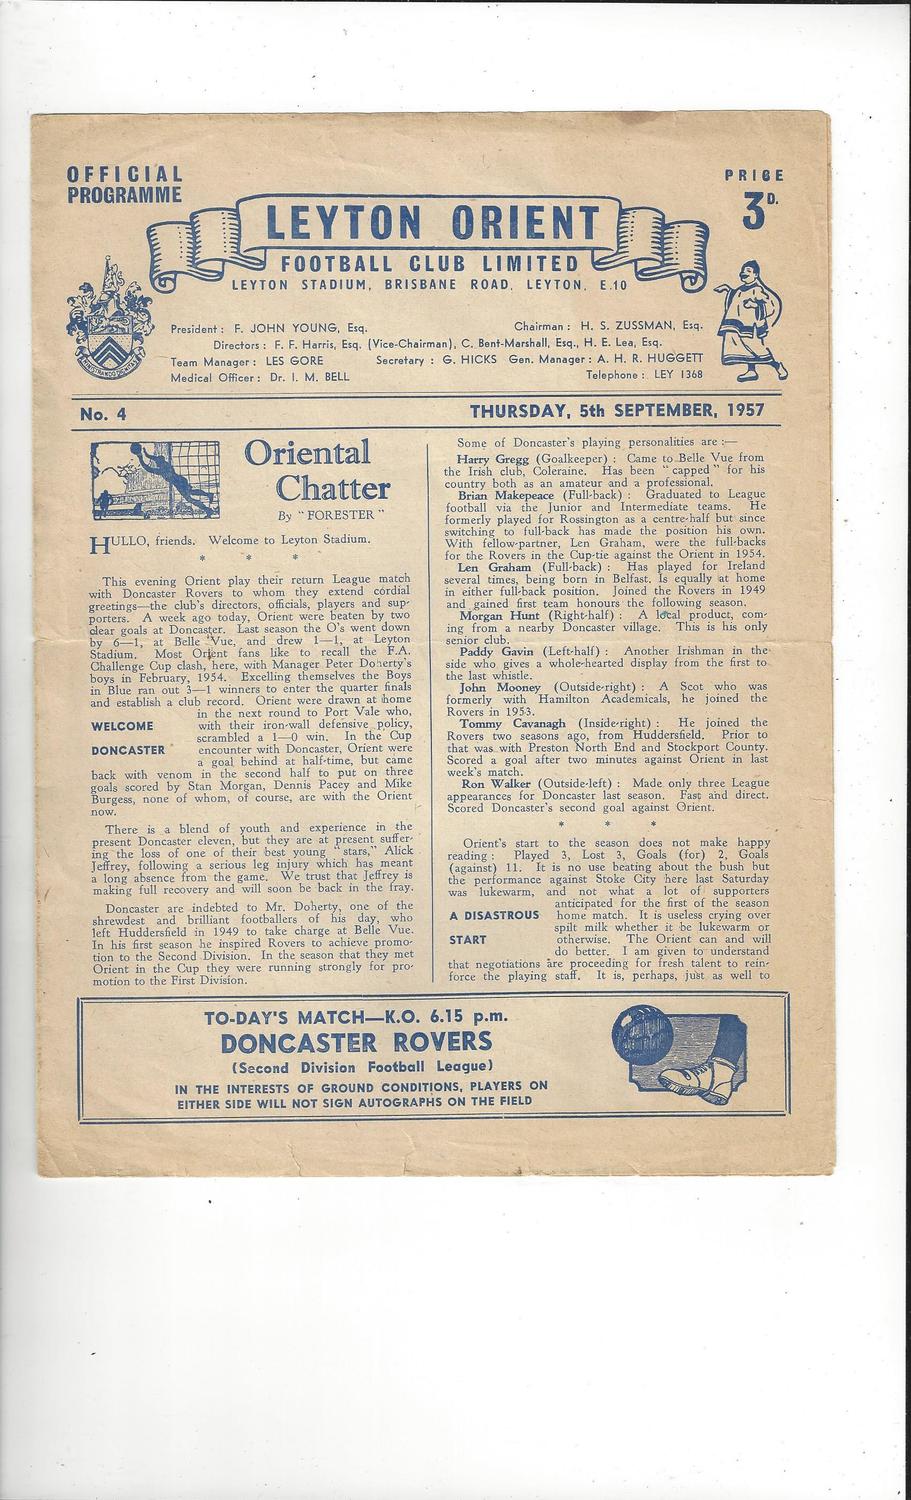 OFFICIAL
PROGRAMME
PRICE
3D.
LEYTON ORIENT
FOOTBALL CLUB LIMITED
LEYTON STADIUM, BRISBANE ROAD, LEYTON, E.10
President : F. JOHN YOUNG, Esq.
Chairman : H. S. ZUSSMAN, Esq.
Directors : F. F. Harris, Esq. (Vice-Chairman), C. Bent-Marshall, Esq., H. E. Lea, Esq.
Team Manager : LES GORE
Secretary : G. HICKS Gen. Manager : A. H. R. HUGGETT
Medical Officer : Dr. I. M. BELL
Telephone : LEY 1368
No. 4
THURSDAY, 5th SEPTEMBER, 1957
Oriental
Chatter
By "FORESTER"
HULLO, friends. Welcome to Leyton Stadium.
* * *
This evening Orient play their return League match
with Doncaster Rovers to whom they extend cordial
greetings—the club's directors, officials, players and sup-
porters. A week ago today, Orient were beaten by two
clear goals at Doncaster. Last season the O's went down
by 6—1, at Belle Vue, and drew 1—1, at Leyton
Stadium. Most Orient fans like to recall the F.A.
Challenge Cup clash, here, with Manager Peter Doherty's
boys in February, 1954. Excelling themselves the Boys
in Blue ran out 3—1 winners to enter the quarter finals
and establish a club record. Orient were drawn at home
in the next round to Port Vale who,
WELCOME
with their iron-wall defensive policy,
scrambled a 1—0 win. In the Cup
DONCASTER
encounter with Doncaster, Orient were
a goal behind at half-time, but came
back with venom in the second half to put on three
goals scored by Stan Morgan, Dennis Pacey and Mike
Burgess, none of whom, of course, are with the Orient
now.
There is a blend of youth and experience in the
present Doncaster eleven, but they are at present suffer-
ing the loss of one of their best young "stars," Alick
Jeffrey, following a serious leg injury which has meant
a long absence from the game. We trust that Jeffrey is
making full recovery and will soon be back in the fray.
Doncaster are indebted to Mr. Doherty, one of the
shrewdest and brilliant footballers of his day, who
left Huddersfield in 1949 to take charge at Belle Vue.
In his first season he inspired Rovers to achieve promo-
tion to the Second Division. In the season that they met
Orient in the Cup they were running strongly for pro-
motion to the First Division.
Some of Doncaster's playing personalities are :—
Harry Gregg (Goalkeeper) : Came to Belle Vue from
the Irish club, Coleraine. Has been "capped" for his
country both as an amateur and a professional.
Brian Makepeace (Full-back) : Graduated to League
football via the Junior and Intermediate teams. He
formerly played for Rossington as a centre-half but since
switching to full-back has made the position his own.
With fellow-partner, Len Graham, were the full-backs
for the Rovers in the Cup-tie against the Orient in 1954.
Len Graham (Full-back) : Has played for Ireland
several times, being born in Belfast. Is equally at home
in either full-back position. Joined the Rovers in 1949
and gained first team honours the following season.
Morgan Hunt (Right-half) : A local product, com-
ing from a nearby Doncaster village. This is his only
senior club.
Paddy Gavin (Left-half) : Another Irishman in the
side who gives a whole-hearted display from the first to
the last whistle.
John Mooney (Outside-right) : A Scot who was
formerly with Hamilton Academicals, he joined the
Rovers in 1953.
Tommy Cavanagh (Inside-right) : He joined the
Rovers two seasons ago, from Huddersfield. Prior to
that was with Preston North End and Stockport County.
Scored a goal after two minutes against Orient in last
week's match.
Ron Walker (Outside-left) : Made only three League
appearances for Doncaster last season. Fast and direct.
Scored Doncaster's second goal against Orient.
* * *
Orient's start to the season does not make happy
reading : Played 3, Lost 3, Goals (for) 2, Goals
(against) 11. It is no use beating about the bush but
the performance against Stoke City here last Saturday
was lukewarm, and not what a lot of supporters
anticipated for the first of the season
A DISASTROUS
home match. It is useless crying over
spilt milk whether it be lukewarm or
START
otherwise. The Orient can and will
do better. I am given to understand
that negotiations are proceeding for fresh talent to rein-
force the playing staff. It is, perhaps, just as well to
TO-DAY'S MATCH—K.O. 6.15 p.m.
DONCASTER ROVERS
(Second Division Football League)
IN THE INTERESTS OF GROUND CONDITIONS, PLAYERS ON
EITHER SIDE WILL NOT SIGN AUTOGRAPHS ON THE FIELD